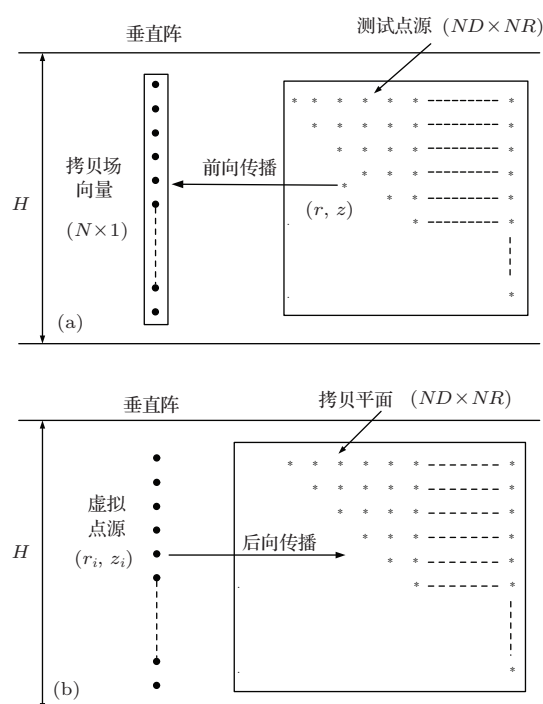 垂直阵
测试点源 (ND×NR)
拷贝场
向量
(N×1)
前向传播
(r, z)
H
(a)
垂直阵
拷贝平面 (ND×NR)
虚拟
点源
(r_i, z_i)
后向传播
H
(b)